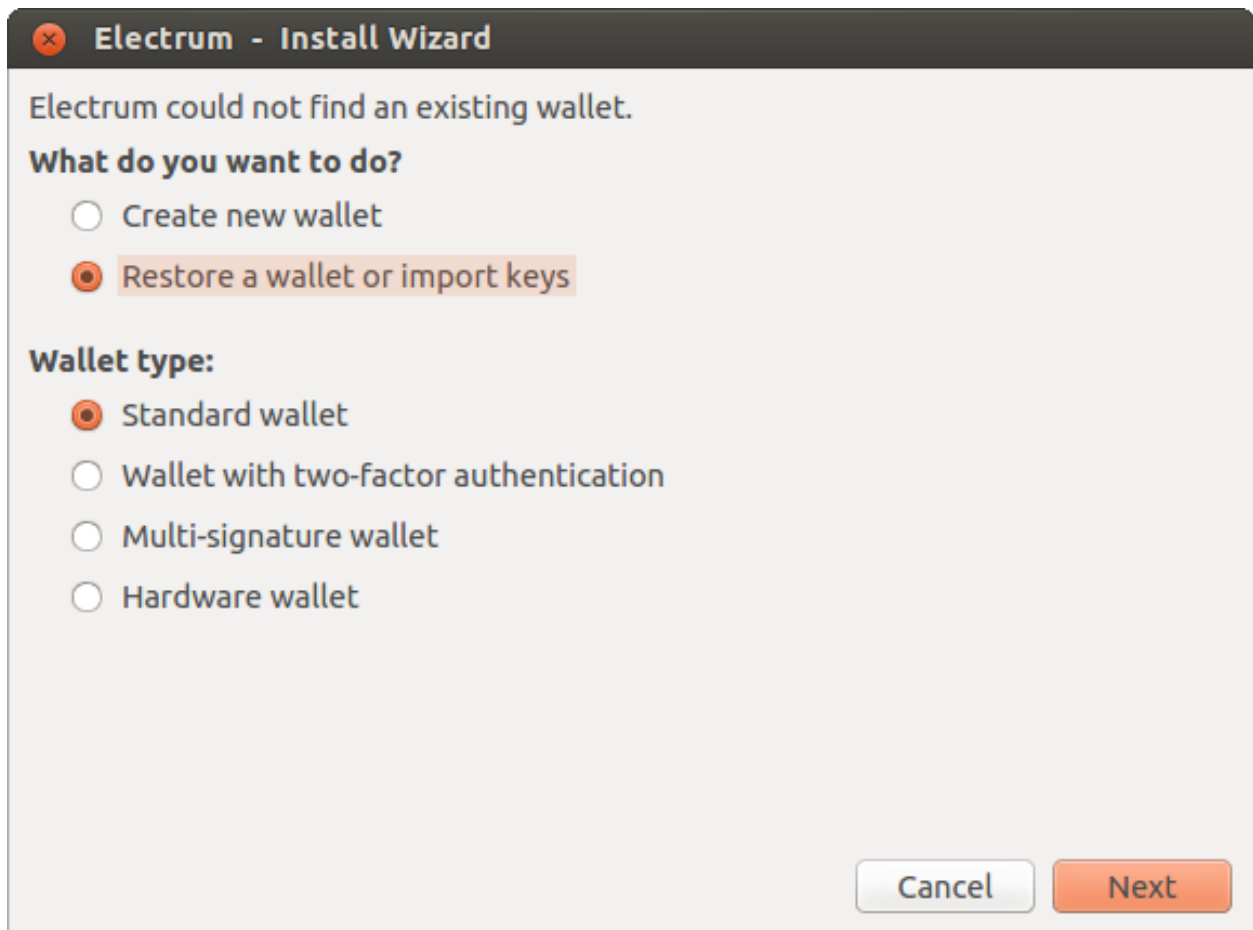 Electrum - Install Wizard
Electrum could not find an existing wallet.
What do you want to do?
Create new wallet
Restore a wallet or import keys
Wallet type:
Standard wallet
Wallet with two-factor authentication
Multi-signature wallet
Hardware wallet
Cancel Next